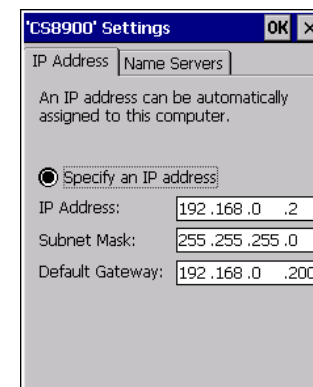 'CS8900' Settings OK ×
IP Address Name Servers
An IP address can be automatically
assigned to this computer.
Specify an IP address
IP Address: 192.168.0 .2
Subnet Mask: 255.255.255.0
Default Gateway: 192.168.0 .200